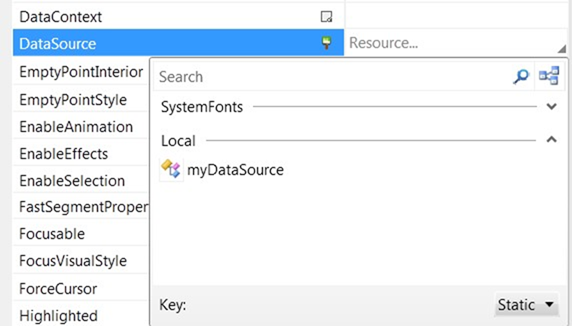 DataContext
DataSource Resource...
EmptyPointInterior
EmptyPointStyle
EnableAnimation
EnableEffects
EnableSelection
FastSegmentProper
Focusable
FocusVisualStyle
ForceCursor
Highlighted
Search
SystemFonts
Local
myDataSource
Key: Static